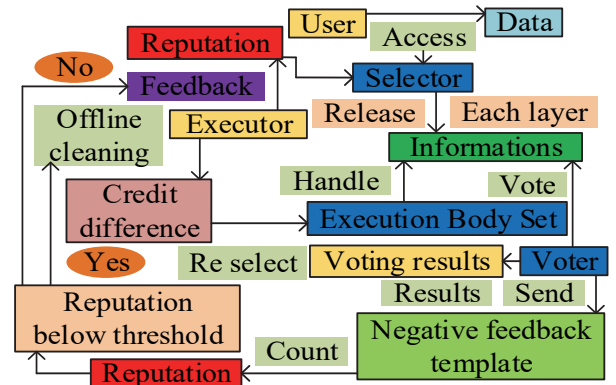 User
Data
Reputation
Access
No
Selector
Feedback
Release
Each layer
Offline
cleaning
Executor
Informations
Handle
Vote
Credit
difference
Execution Body Set
Yes
Re select
Voting results
Voter
Results
Send
Reputation
below threshold
Negative feedback
template
Count
Reputation